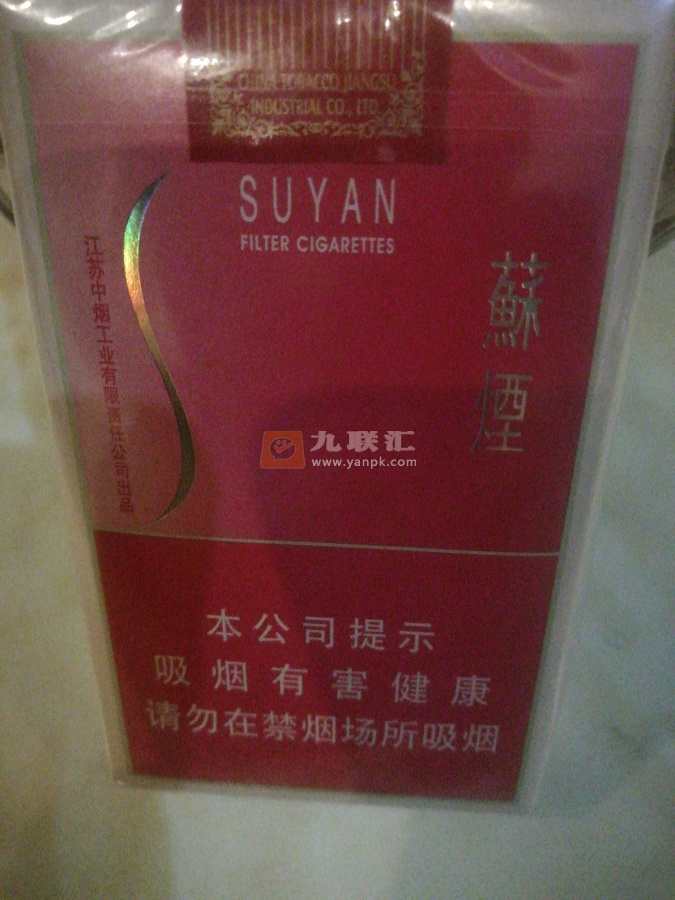 CHINA TOBACCO JIANGSU
INDUSTRIAL CO., LTD.
SUYAN
FILTER CIGARETTES
蘇煙
江苏中烟工业有限责任公司出品
九联汇
www.yanpk.com
本公司提示
吸烟有害健康
请勿在禁烟场所吸烟